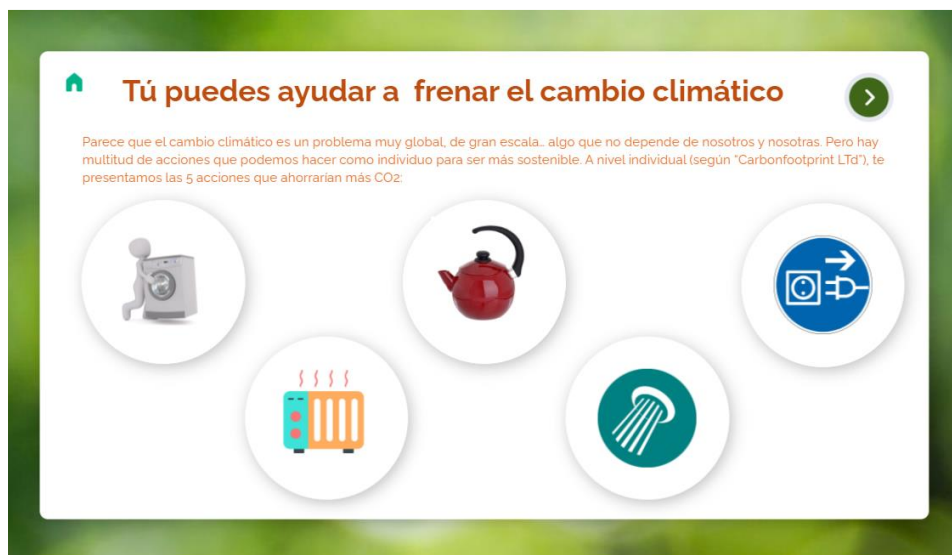 Tú puedes ayudar a  frenar el cambio climático
Parece que el cambio climático es un problema muy global, de gran escala… algo que no depende de nosotros y nosotras. Pero hay
multitud de acciones que podemos hacer como individuo para ser más sostenible. A nivel individual (según "Carbonfootprint LTd"), te
presentamos las 5 acciones que ahorrarían más CO2: